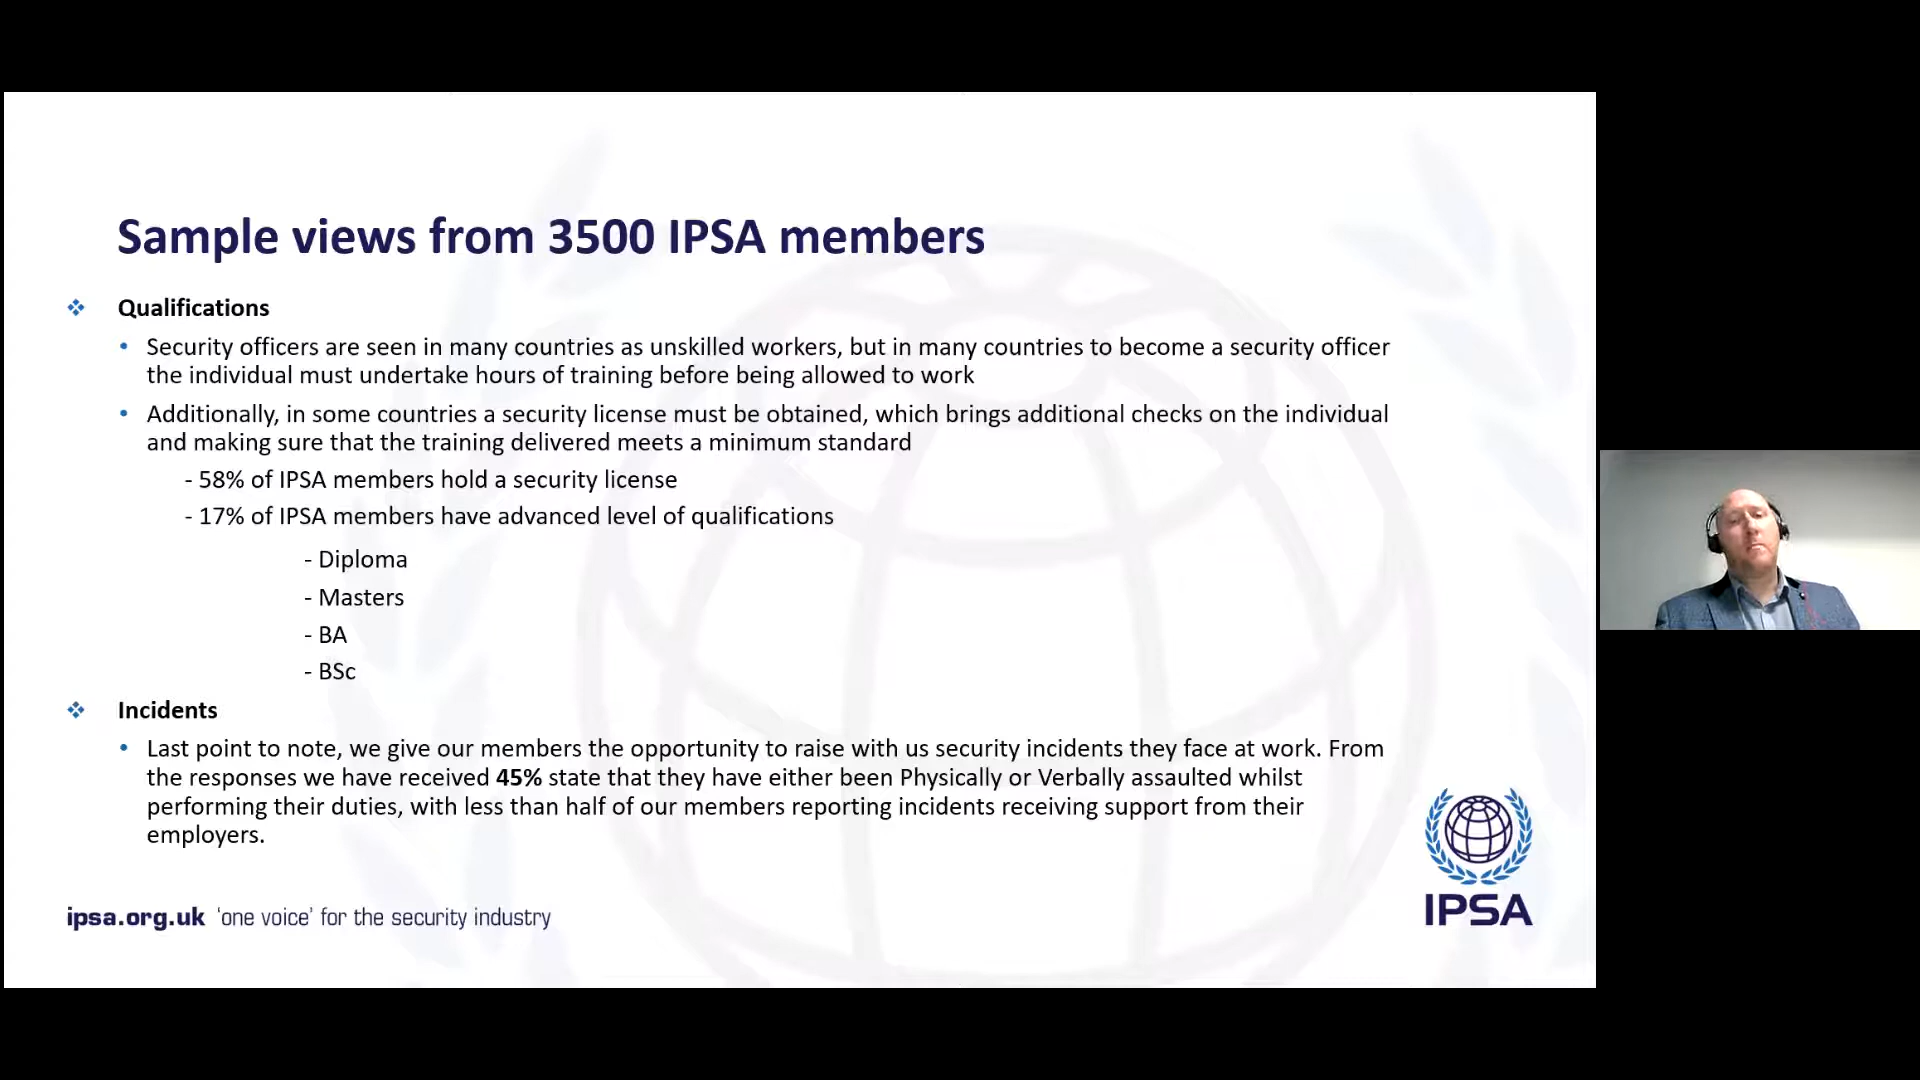 Sample views from 3500 IPSA members
Qualifications
Security officers are seen in many countries as unskilled workers, but in many countries to become a security officer
the individual must undertake hours of training before being allowed to work
Additionally, in some countries a security license must be obtained, which brings additional checks on the individual
and making sure that the training delivered meets a minimum standard
- 58% of IPSA members hold a security license
- 17% of IPSA members have advanced level of qualifications
- Diploma
- Masters
- BA
- BSc
Incidents
Last point to note, we give our members the opportunity to raise with us security incidents they face at work. From
the responses we have received 45% state that they have either been Physically or Verbally assaulted whilst
performing their duties, with less than half of our members reporting incidents receiving support from their
employers.
ipsa.org.uk 'one voice' for the security industry
IPSA